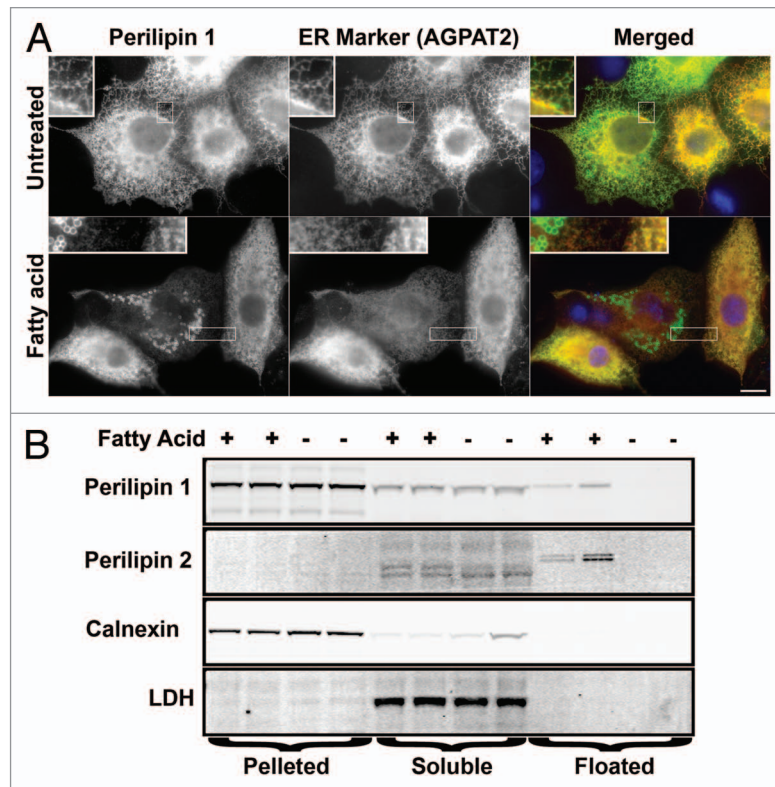 A
Perilipin 1
ER Marker (AGPAT2)
Merged
Untreated
Fatty acid
B
Fatty Acid + + - - + + - - + + - -
Perilipin 1
Perilipin 2
Calnexin
LDH
Pelleted
Soluble
Floated